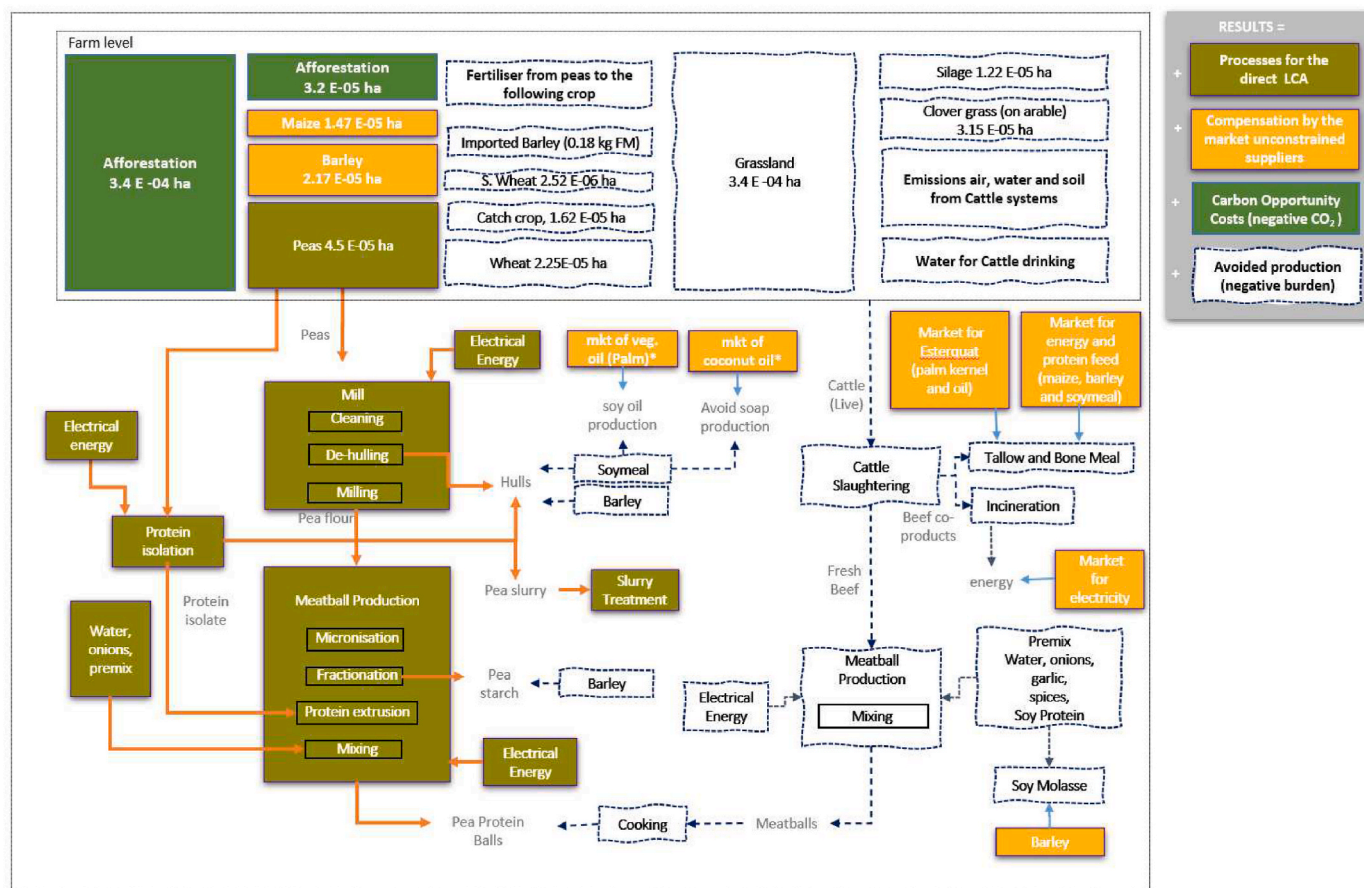 Farm level
Afforestation
3.4 E -04 ha
Afforestation
3.2 E-05 ha
Maize 1.47 E-05 ha
Barley
2.17 E-05 ha
Peas 4.5 E-05 ha
Fertiliser from peas to the
following crop
Imported Barley (0.18 kg FM)
S. Wheat 2.52 E-06 ha
Catch crop, 1.62 E-05 ha
Wheat 2.25E-05 ha
Grassland
3.4 E -04 ha
Silage 1.22 E-05 ha
Clover grass (on arable)
3.15 E-05 ha
Emissions air, water and soil
from Cattle systems
Water for Cattle drinking
RESULTS =
+
Processes for the
direct LCA
+
Compensation by the
market unconstrained
suppliers
+
Carbon Opportunity
Costs (negative CO₂ )
+
Avoided production
(negative burden)
Peas
Electrical
Energy
mkt of veg.
oil (Palm)*
mkt of
coconut oil*
Cattle
(Live)
Market for
Esterquat
(palm kernel
and oil)
Market for
energy and
protein feed
(maize, barley
and soymeal)
Mill
Cleaning
De-hulling
Milling
soy oil
production
Avoid soap
production
Electrical
energy
Hulls
Soymeal
Barley
Cattle
Slaughtering
Tallow and Bone Meal
Incineration
Beef co-
products
Pea flour
Protein
isolation
Protein
isolate
Pea slurry
Slurry
Treatment
Fresh
Beef
energy
Market
for
electricity
Meatball Production
Micronisation
Fractionation
Protein extrusion
Mixing
Water,
onions,
premix
Pea
starch
Barley
Electrical
Energy
Meatball
Production
Mixing
Premix
Water, onions,
garlic,
spices,
Soy Protein
Electrical
Energy
Soy Molasse
Barley
Pea Protein
Balls
Cooking
Meatballs